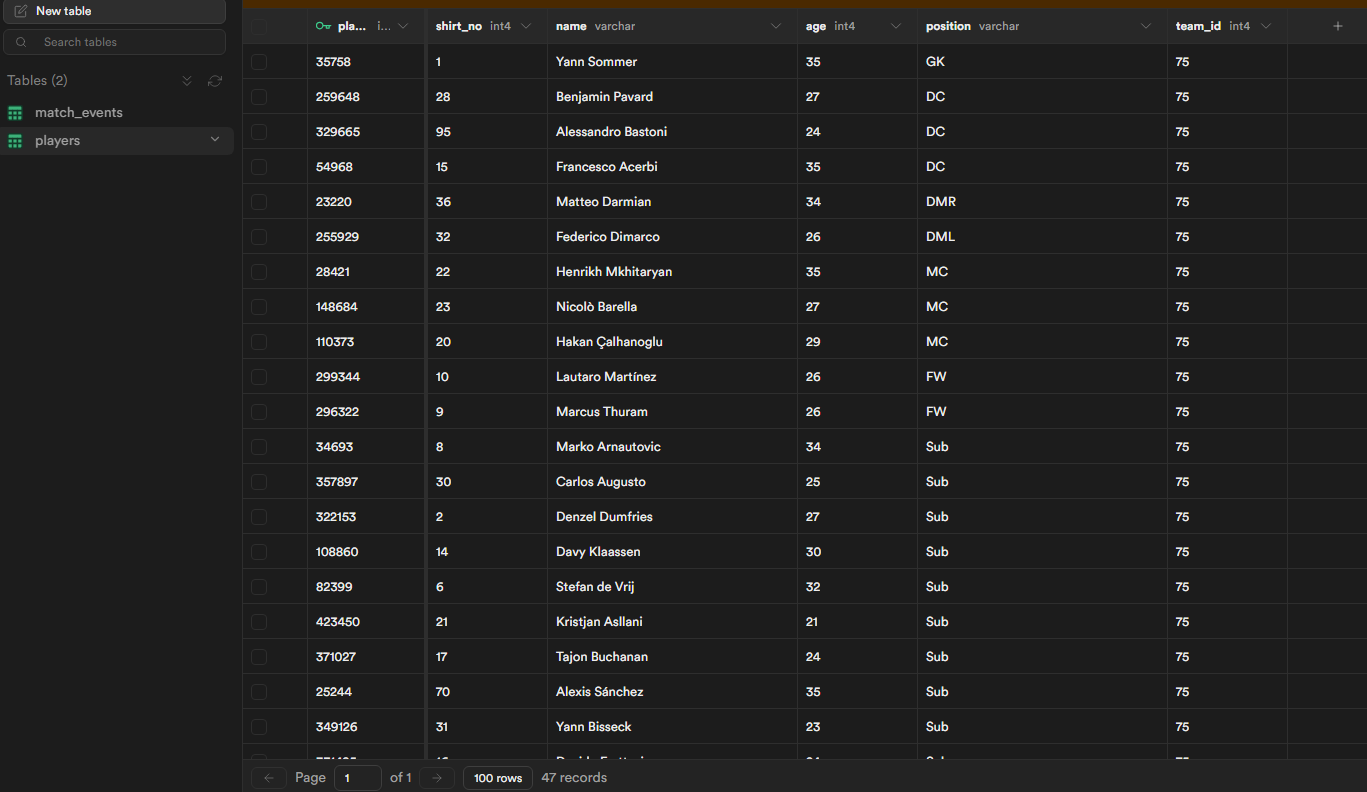 New table
Search tables
Tables (2)
match_events
players
pla... i... shirt_no int4 name varchar age int4 position varchar team_id int4 +
35758 1 Yann Sommer 35 GK 75
259648 28 Benjamin Pavard 27 DC 75
329665 95 Alessandro Bastoni 24 DC 75
54968 15 Francesco Acerbi 35 DC 75
23220 36 Matteo Darmian 34 DMR 75
255929 32 Federico Dimarco 26 DML 75
28421 22 Henrikh Mkhitaryan 35 MC 75
148684 23 Nicolò Barella 27 MC 75
110373 20 Hakan Çalhanoglu 29 MC 75
299344 10 Lautaro Martínez 26 FW 75
296322 9 Marcus Thuram 26 FW 75
34693 8 Marko Arnautovic 34 Sub 75
357897 30 Carlos Augusto 25 Sub 75
322153 2 Denzel Dumfries 27 Sub 75
108860 14 Davy Klaassen 30 Sub 75
82399 6 Stefan de Vrij 32 Sub 75
423450 21 Kristjan Asllani 21 Sub 75
371027 17 Tajon Buchanan 24 Sub 75
25244 70 Alexis Sánchez 35 Sub 75
349126 31 Yann Bisseck 23 Sub 75
Page 1 of 1 100 rows 47 records